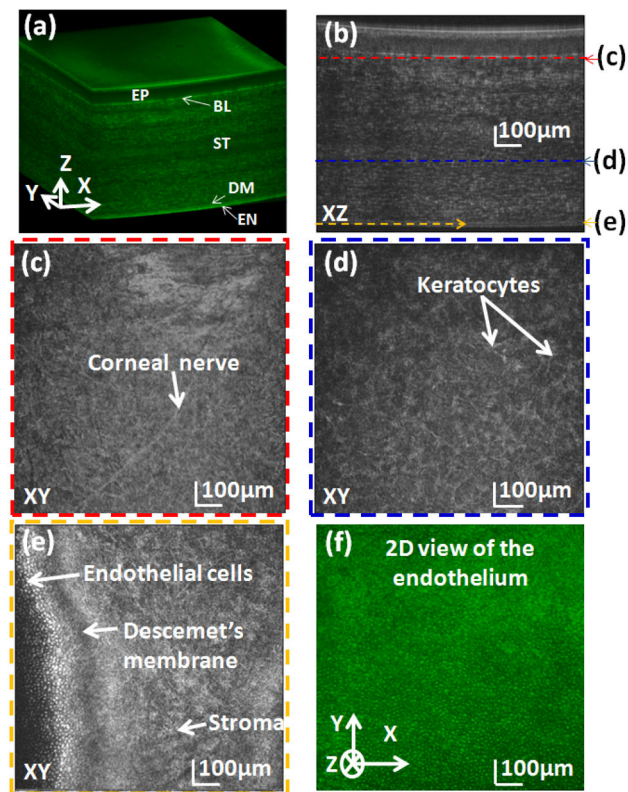 (a)
EP
BL
ST
Z
Y
X
DM
EN
(b)
(c)
100µm
(d)
XZ
(e)
(c)
Corneal nerve
XY
100µm
(d)
Keratocytes
XY
100µm
(e)
Endothelial cells
Descemet's
membrane
Stroma
XY
100µm
(f)
2D view of the
endothelium
Y
X
Z
100µm